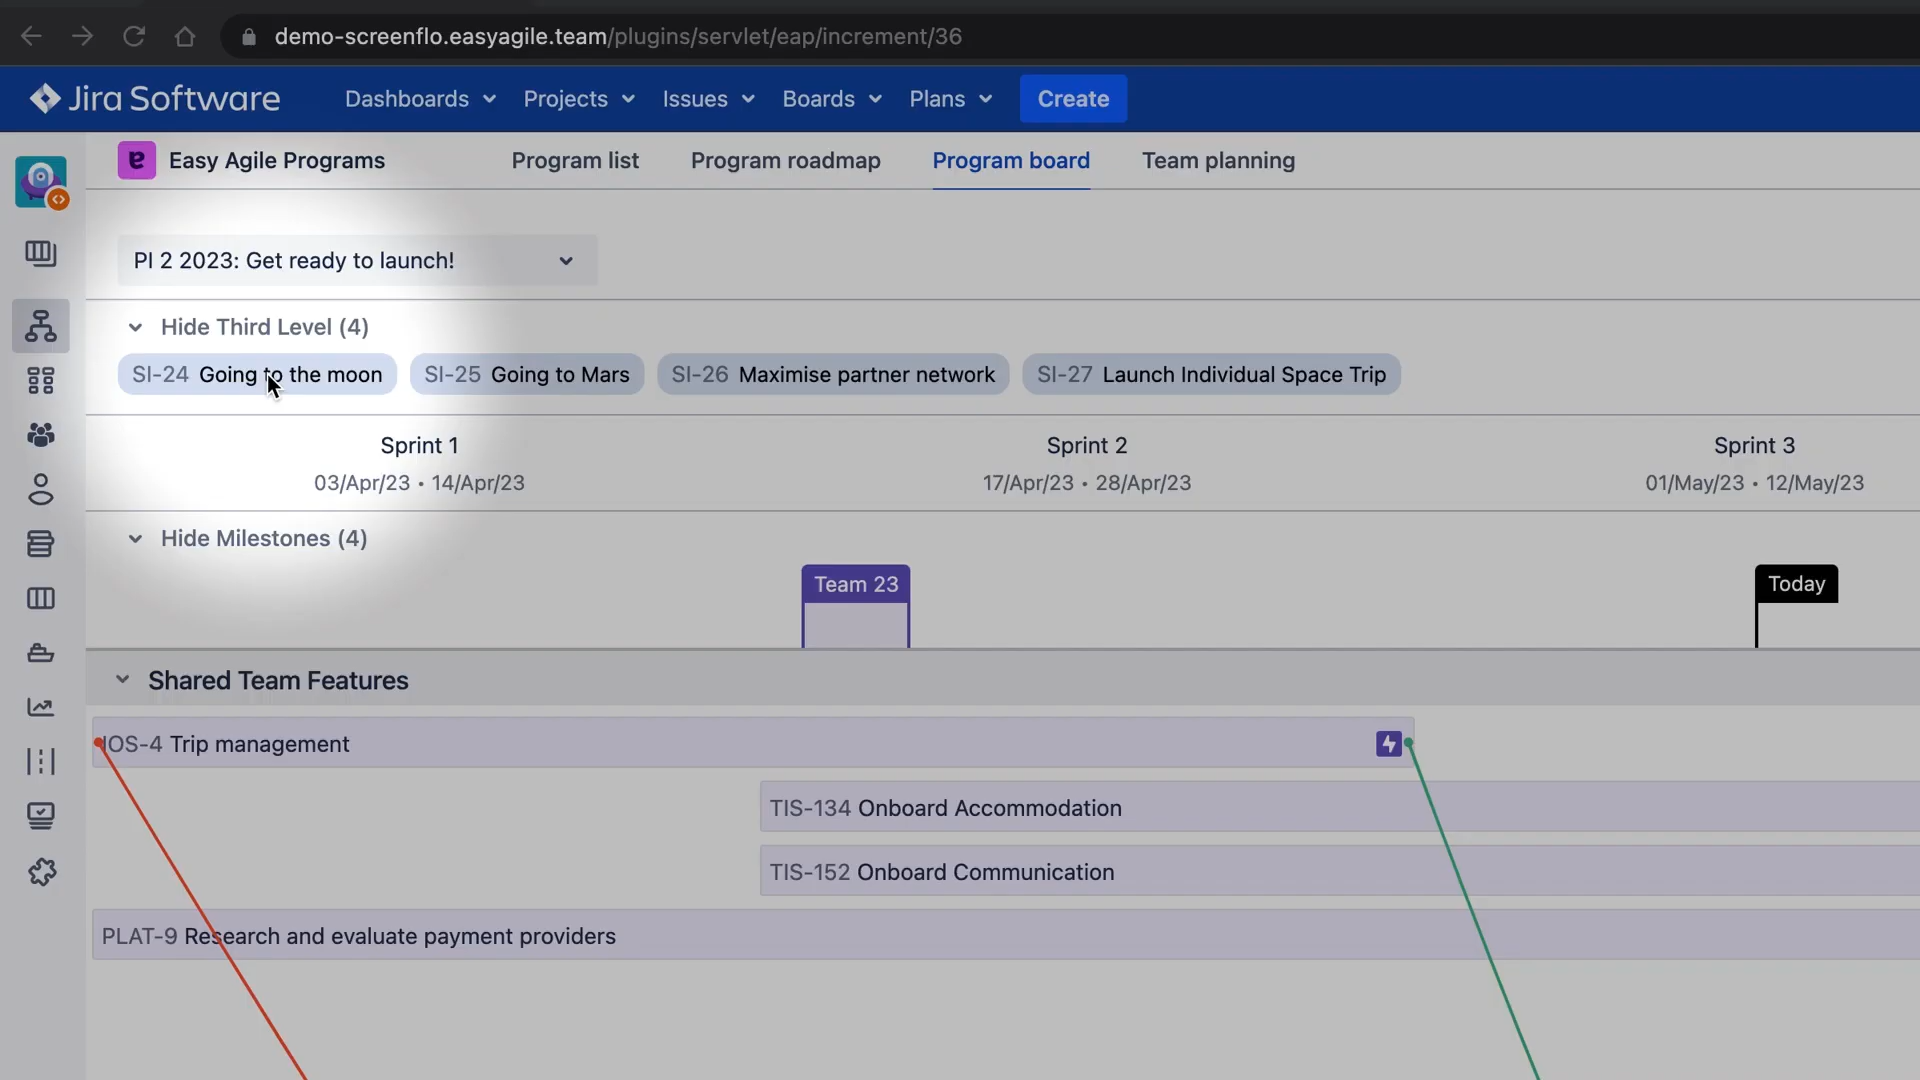 demo-screenflo.easyagile.team/plugins/servlet/eap/increment/36
Jira Software Dashboards Projects Issues Boards Plans Create
Easy Agile Programs Program list Program roadmap Program board Team planning
PI 2 2023: Get ready to launch!
Hide Third Level (4)
SI-24 Going to the moon SI-25 Going to Mars SI-26 Maximise partner network SI-27 Launch Individual Space Trip
Sprint 1 Sprint 2 Sprint 3
03/Apr/23 • 14/Apr/23 17/Apr/23 • 28/Apr/23 01/May/23 • 12/May/23
Hide Milestones (4)
Team 23 Today
Shared Team Features
IOS-4 Trip management
TIS-134 Onboard Accommodation
TIS-152 Onboard Communication
PLAT-9 Research and evaluate payment providers